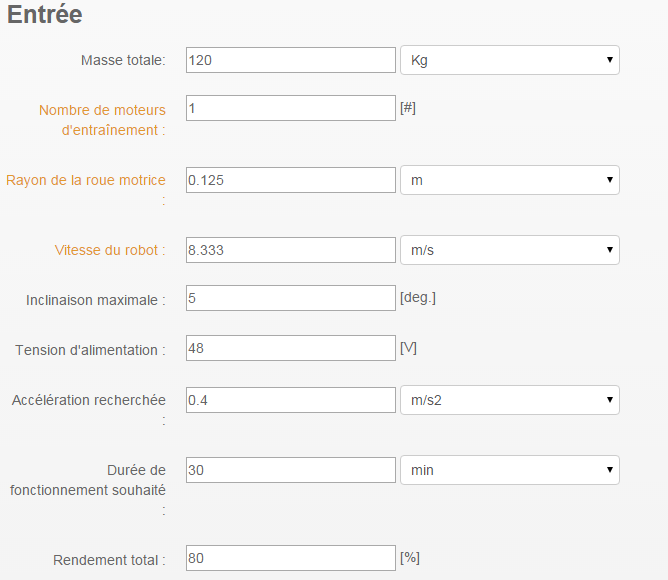 Entrée
Masse totale: 120 Kg
Nombre de moteurs
d'entraînement : 1 [#]
Rayon de la roue motrice
: 0.125 m
Vitesse du robot : 8.333 m/s
Inclinaison maximale : 5 [deg.]
Tension d'alimentation : 48 [V]
Accélération recherchée
: 0.4 m/s2
Durée de
fonctionnement souhaité
: 30 min
Rendement total : 80 [%]